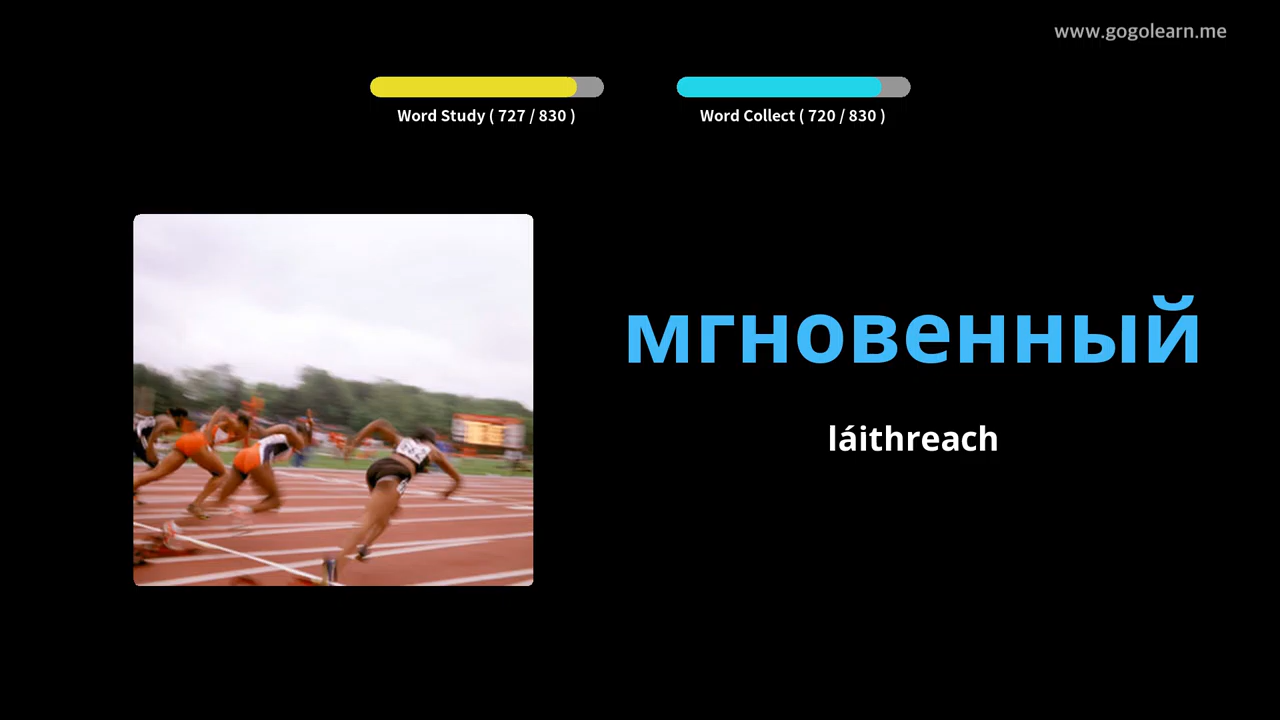 www.gogolearn.me
Word Study ( 727 / 830 )
Word Collect ( 720 / 830 )
мгновенный
láithreach